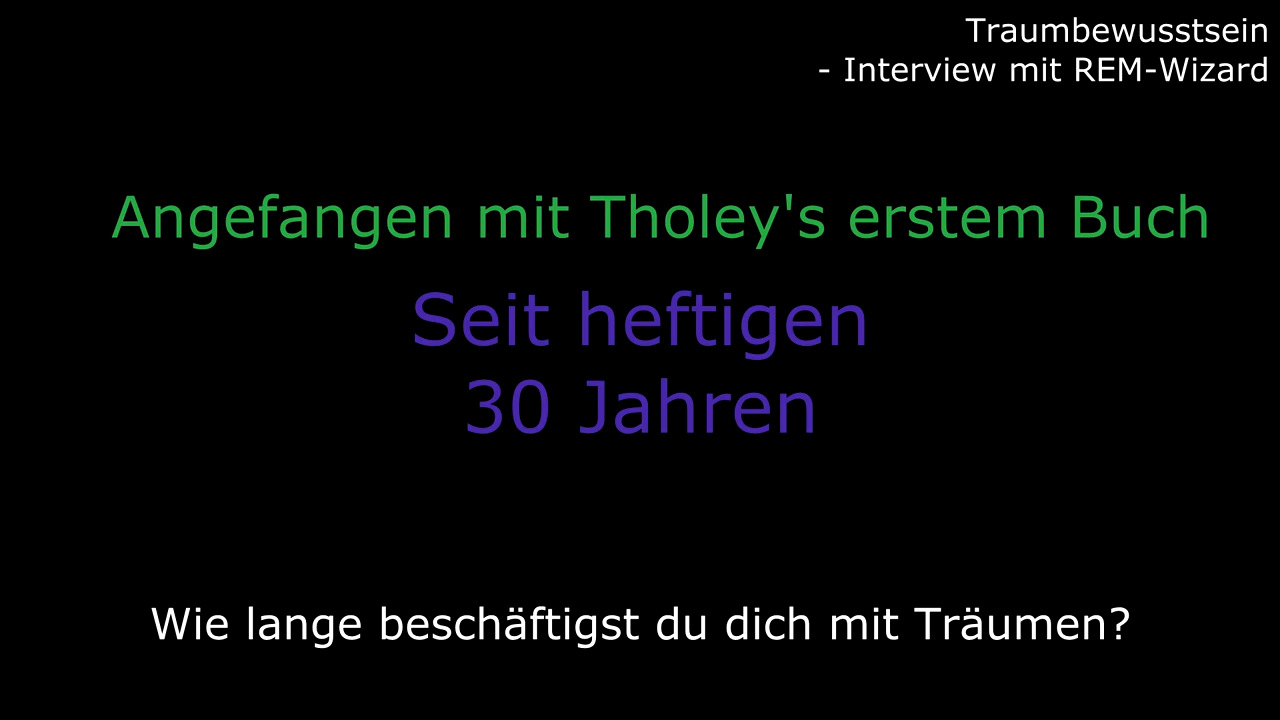 Traumbewusstsein
- Interview mit REM-Wizard
Angefangen mit Tholey's erstem Buch
Seit heftigen
30 Jahren
Wie lange beschäftigst du dich mit Träumen?